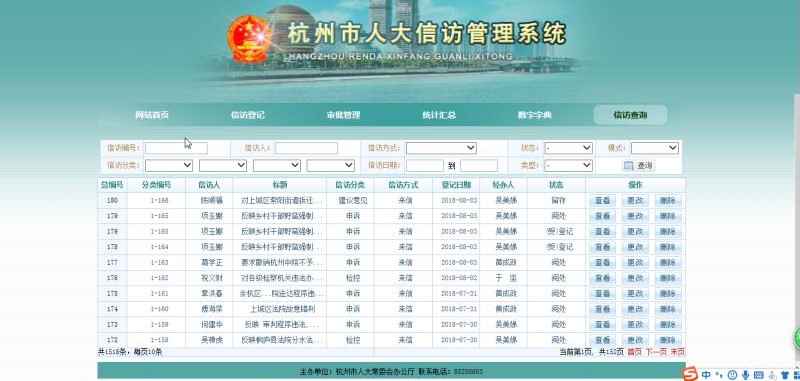 杭州市人大信访管理系统
HANGZHOU RENDA XINFANG GUANLI XITONG
网站首页 信访登记 审批管理 统计汇总 数字字典 信访查询
信访编号: 信访人: 信访方式: 状态: - 模式:
信访分类: 信访日期: 到 类型: - 查询
总编号 分类编号 信访人 标题 信访分类 信访方式 登记日期 经办人 状态 操作
180 1-166 陈顺福 对上城区紫阳街道拆迁... 建议意见 来信 2018-08-03 吴美娣 留存 查看 更改 删除
179 1-165 项玉娜 反映乡村干部野蛮强制... 申诉 来信 2018-08-03 吴美娣 阅处 查看 更改 删除
179 1-165 项玉娜 反映乡村干部野蛮强制... 申诉 来信 2018-08-03 吴美娣 (受)登记 查看 更改 删除
178 1-164 项玉娜 反映乡村干部野蛮强制... 申诉 来信 2018-08-03 吴美娣 (受)登记 查看 更改 删除
177 1-163 葛学正 要求撤销杭州中院不予... 申诉 来信 2018-08-03 黄成政 阅处 查看 更改 删除
176 1-162 祝义财 对各级检察机关违法办... 检控 来信 2018-08-02 于 坚 阅处 查看 更改 删除
175 1-161 章洪春 余杭区...院送达程序违... 申诉 来信 2018-07-31 黄成政 阅处 查看 更改 删除
174 1-160 傅海萍 上城区法院故意错判 申诉 来信 2018-07-31 黄成政 阅处 查看 更改 删除
173 1-159 何建华 反映 审判程序违法,... 申诉 来信 2018-07-30 吴美娣 阅处 查看 更改 删除
172 1-158 吴樟虎 反映桐庐县法院分水法... 检控 来信 2018-07-30 吴美娣 阅处 查看 更改 删除
共1518条, 每页10条 当前第1页, 共152页 首页 下一页 末页
主办单位: 杭州市人大常委会办公厅 联系电话: 85250603
中